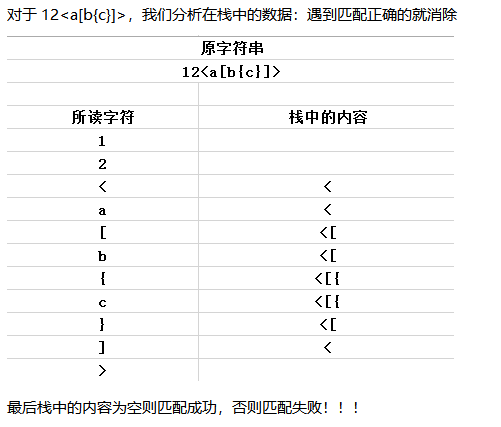 对于 12<a[b{c}]>，我们分析在栈中的数据：遇到匹配正确的就消除
原字符串
12<a[b{c}]>
所读字符 栈中的内容
1
2
< <
a <
[ <[
b <[
{ <[{
c <[{
} <[
] <
>
最后栈中的内容为空则匹配成功，否则匹配失败！！！